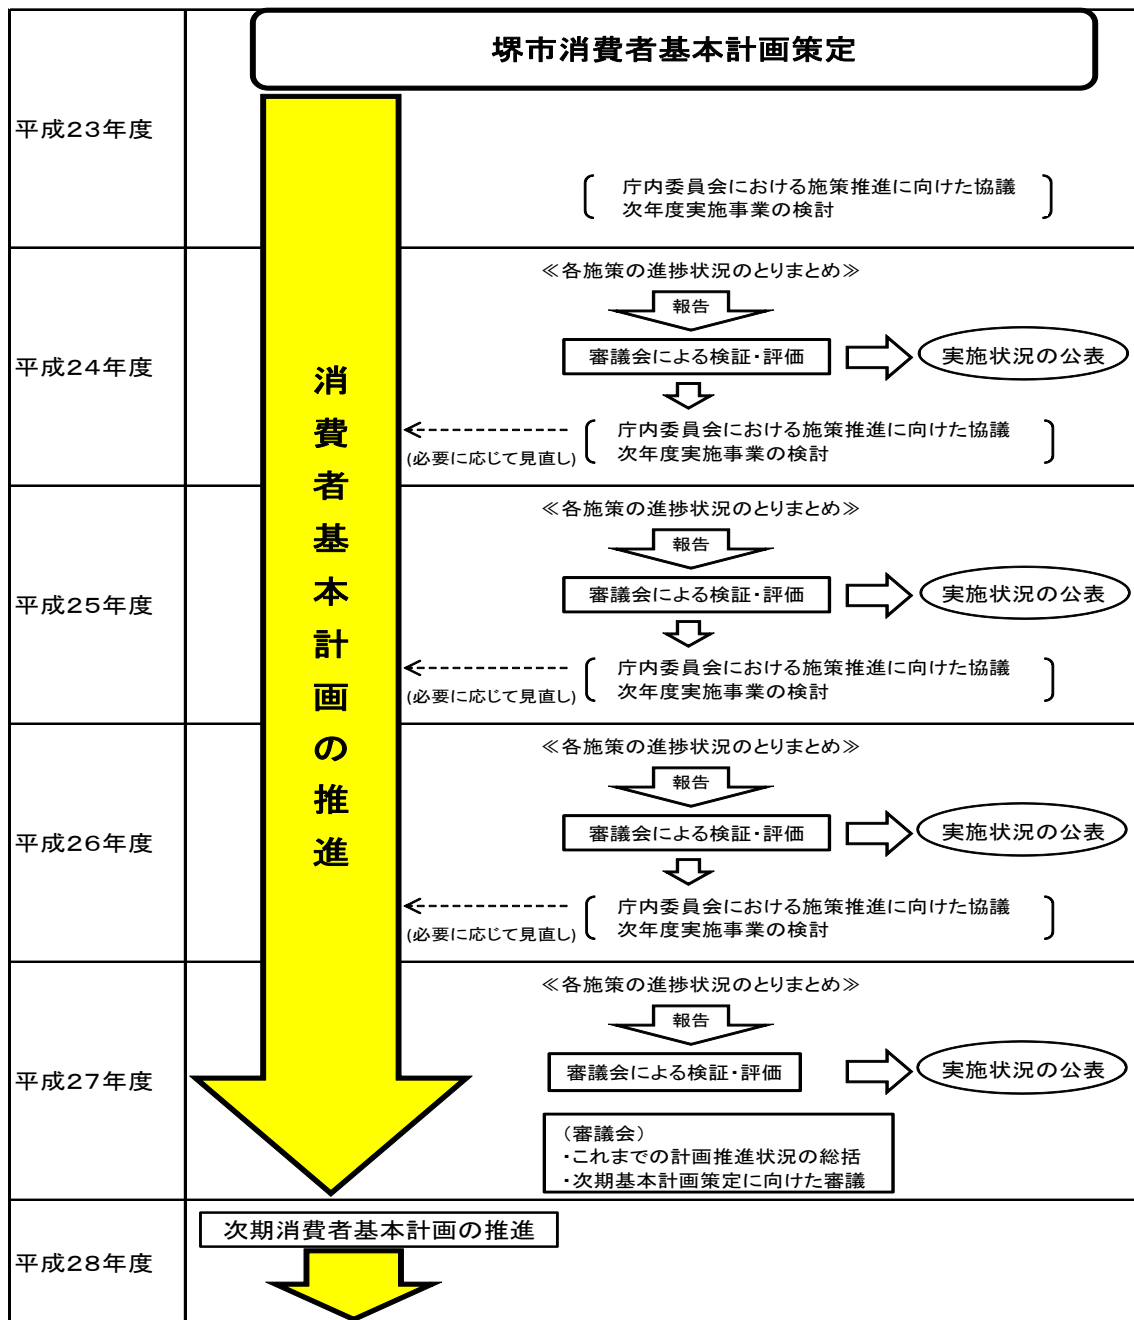 堺市消費者基本計画策定
平成23年度
庁内委員会における施策推進に向けた協議
次年度実施事業の検討
消費者基本計画の推進
≪各施策の進捗状況のとりまとめ≫
報告
平成24年度
審議会による検証・評価
実施状況の公表
庁内委員会における施策推進に向けた協議
(必要に応じて見直し)
次年度実施事業の検討
≪各施策の進捗状況のとりまとめ≫
報告
平成25年度
審議会による検証・評価
実施状況の公表
庁内委員会における施策推進に向けた協議
(必要に応じて見直し)
次年度実施事業の検討
≪各施策の進捗状況のとりまとめ≫
報告
平成26年度
審議会による検証・評価
実施状況の公表
庁内委員会における施策推進に向けた協議
(必要に応じて見直し)
次年度実施事業の検討
≪各施策の進捗状況のとりまとめ≫
報告
平成27年度
審議会による検証・評価
実施状況の公表
（審議会）
・これまでの計画推進状況の総括
・次期基本計画策定に向けた審議
次期消費者基本計画の推進
平成28年度